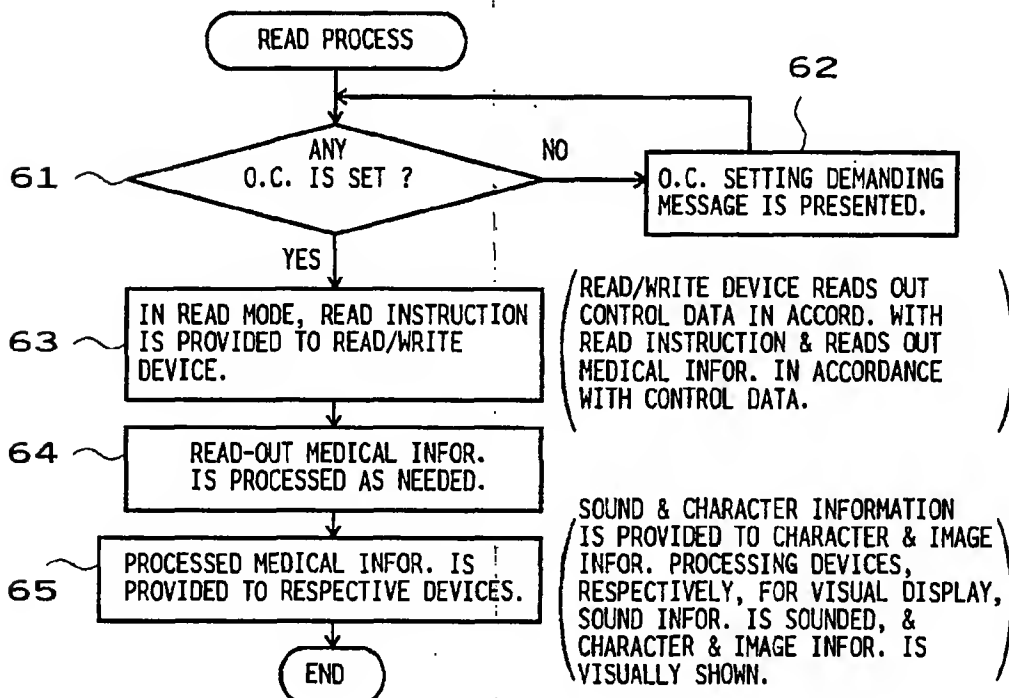 READ PROCESS
62
61
ANY
O.C. IS SET ?
NO
O.C. SETTING DEMANDING
MESSAGE IS PRESENTED.
YES
63
IN READ MODE, READ INSTRUCTION
IS PROVIDED TO READ/WRITE
DEVICE.
READ/WRITE DEVICE READS OUT
CONTROL DATA IN ACCORD. WITH
READ INSTRUCTION & READS OUT
MEDICAL INFOR. IN ACCORDANCE
WITH CONTROL DATA.
64
READ-OUT MEDICAL INFOR.
IS PROCESSED AS NEEDED.
65
PROCESSED MEDICAL INFOR. IS
PROVIDED TO RESPECTIVE DEVICES.
SOUND & CHARACTER INFORMATION
IS PROVIDED TO CHARACTER & IMAGE
INFOR. PROCESSING DEVICES,
RESPECTIVELY, FOR VISUAL DISPLAY,
SOUND INFOR. IS SOUNDED, &
CHARACTER & IMAGE INFOR. IS
VISUALLY SHOWN.
END